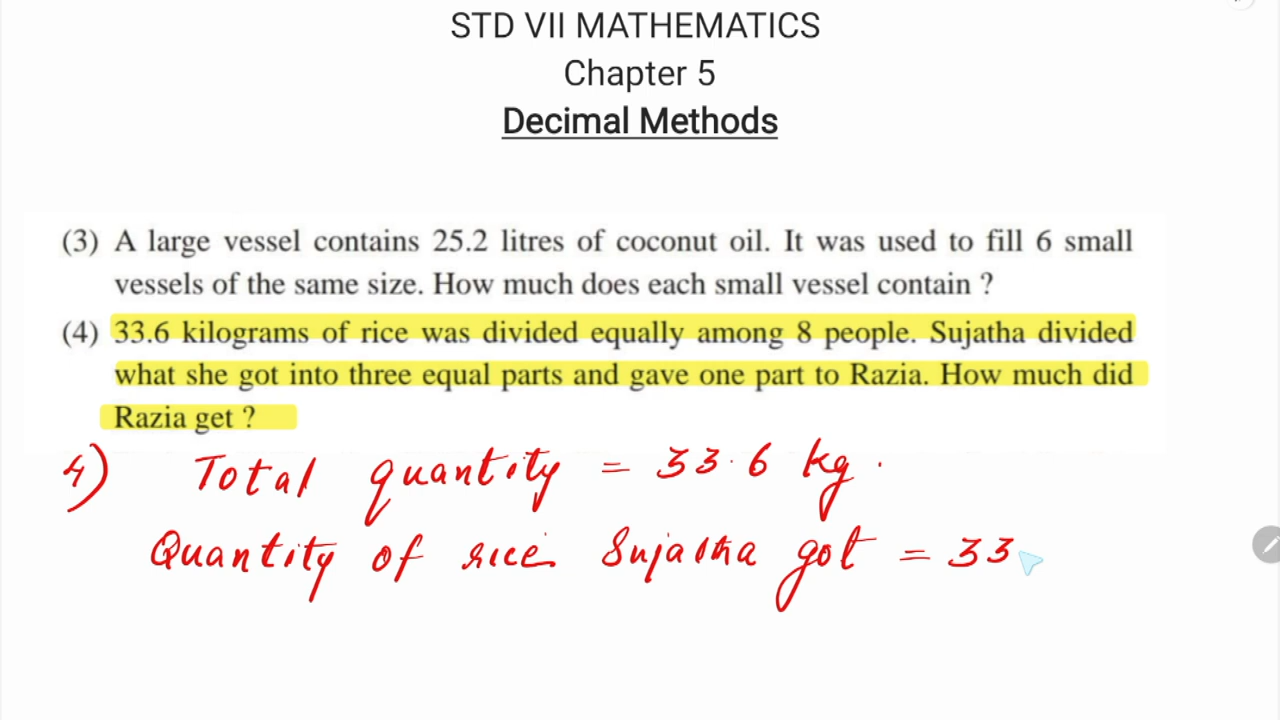 STD VII MATHEMATICS
Chapter 5
Decimal Methods
(3) A large vessel contains 25.2 litres of coconut oil. It was used to fill 6 small
vessels of the same size. How much does each small vessel contain ?
(4) 33.6 kilograms of rice was divided equally among 8 people. Sujatha divided
what she got into three equal parts and gave one part to Razia. How much did
Razia get ?
4) Total quantity = 33.6 kg.
Quantity of rice Sujatha got = 33